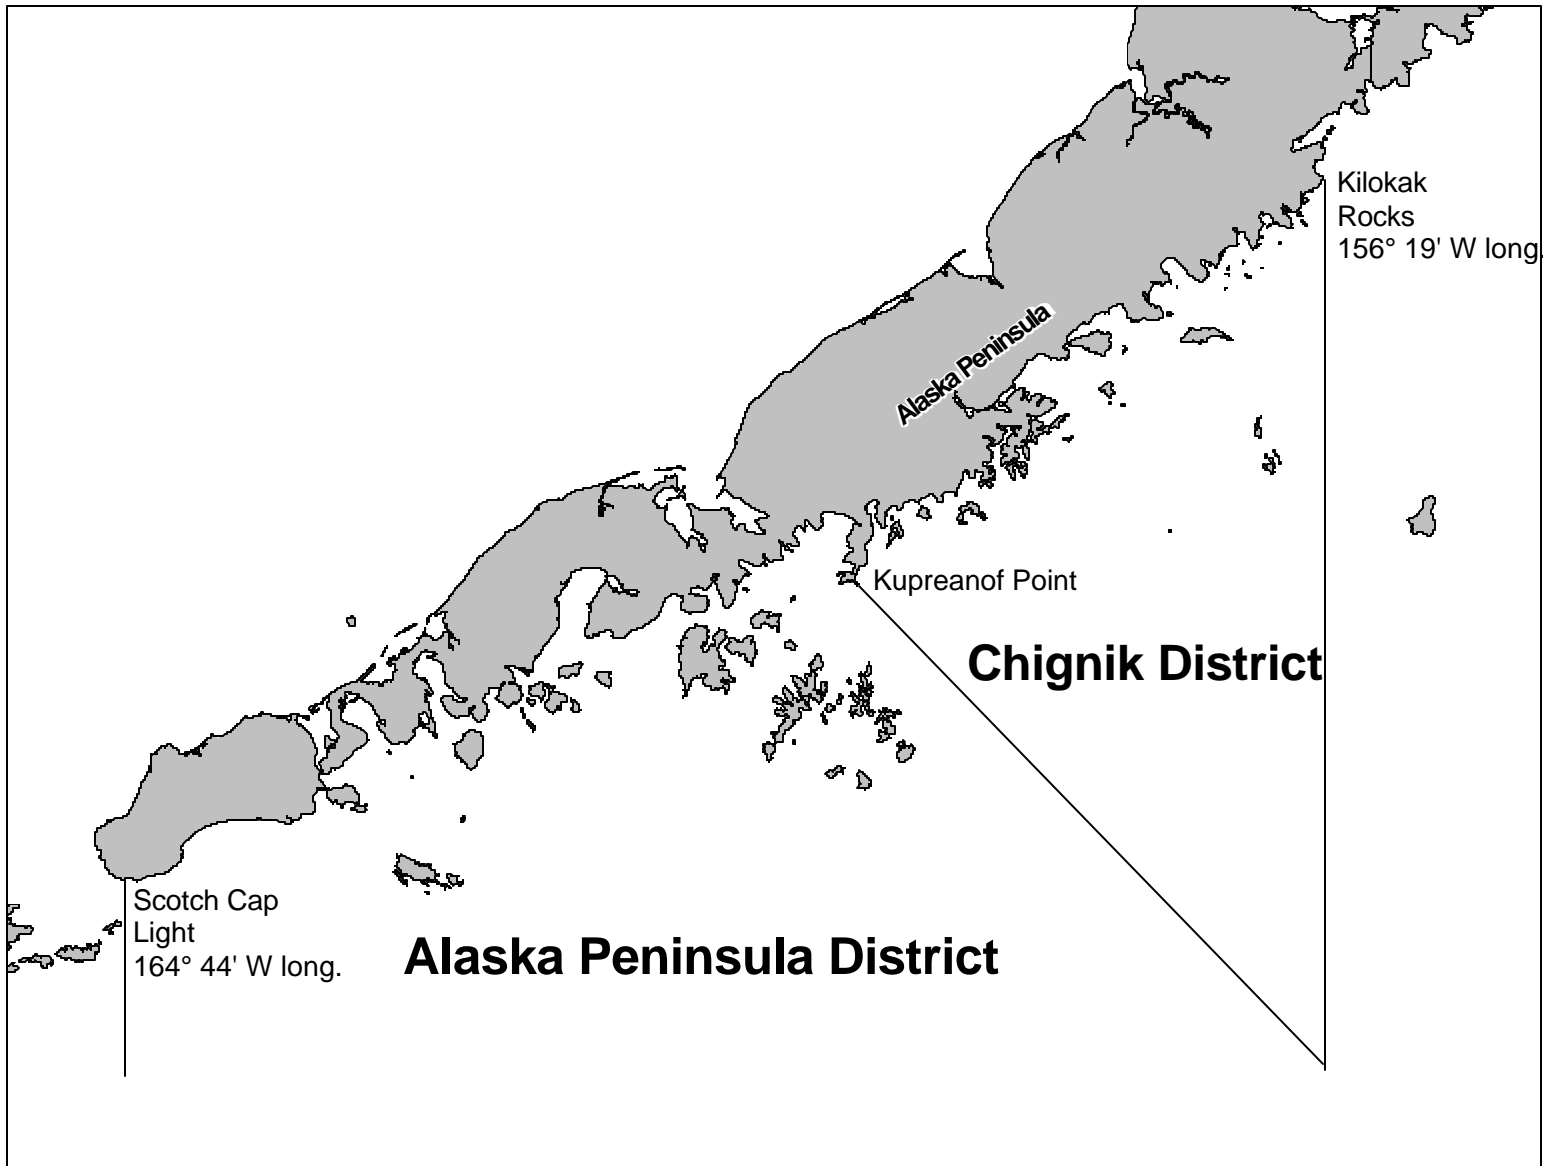 Kilokak
Rocks
156° 19' W long.
Alaska Peninsula
Kupreanof Point
Chignik District
Scotch Cap
Light
164° 44' W long.
Alaska Peninsula District